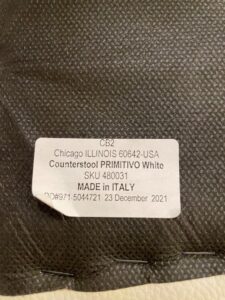 CB2
Chicago ILLINOIS 60642-USA
Counterstool PRIMITIVO White
SKU 480031
MADE in ITALY
5044721 23 December 2021